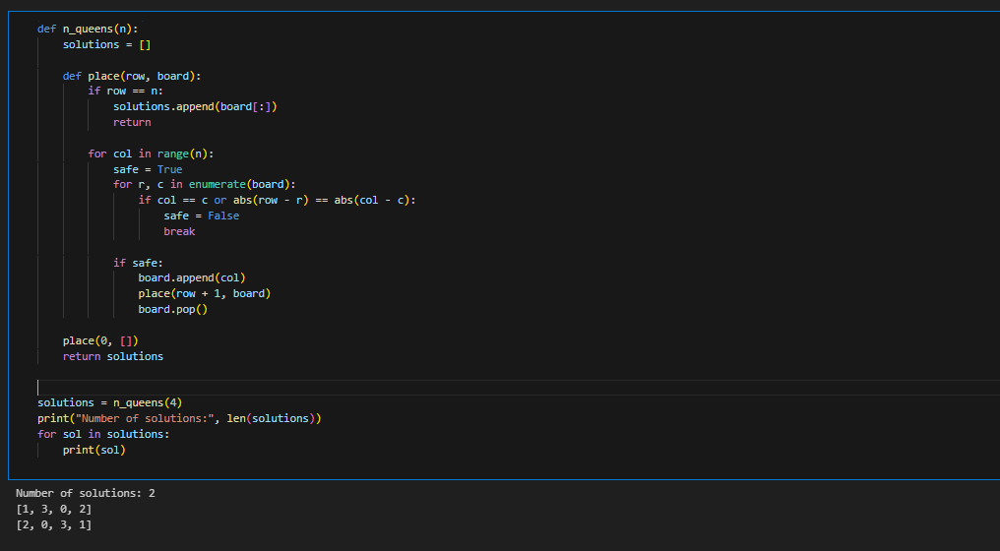 def n_queens(n):
    solutions = []

    def place(row, board):
        if row == n:
            solutions.append(board[:])
            return

        for col in range(n):
            safe = True
            for r, c in enumerate(board):
                if col == c or abs(row - r) == abs(col - c):
                    safe = False
                    break

            if safe:
                board.append(col)
                place(row + 1, board)
                board.pop()

    place(0, [])
    return solutions


solutions = n_queens(4)
print("Number of solutions:", len(solutions))
for sol in solutions:
    print(sol)
Number of solutions: 2
[1, 3, 0, 2]
[2, 0, 3, 1]